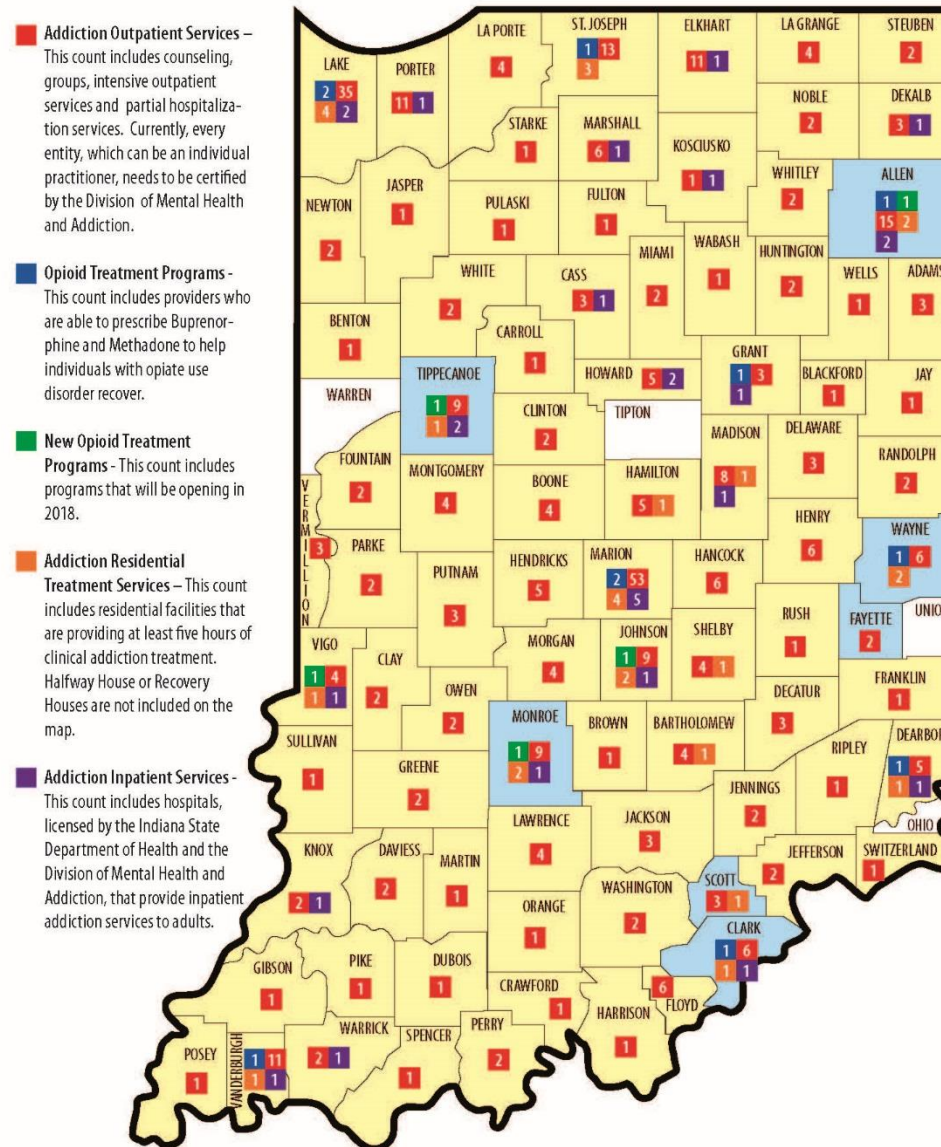 Addiction Outpatient Services –
This count includes counseling,
groups, intensive outpatient
services and partial hospitaliza-
tion services. Currently, every
entity, which can be an individual
practitioner, needs to be certified
by the Division of Mental Health
and Addiction.
Opioid Treatment Programs -
This count includes providers who
are able to prescribe Buprenor-
phine and Methadone to help
individuals with opiate use
disorder recover.
New Opioid Treatment
Programs - This count includes
programs that will be opening in
2018.
Addiction Residential
Treatment Services – This count
includes residential facilities that
are providing at least five hours of
clinical addiction treatment.
Halfway House or Recovery
Houses are not included on the
map.
Addiction Inpatient Services -
This count includes hospitals,
licensed by the Indiana State
Department of Health and the
Division of Mental Health and
Addiction, that provide inpatient
addiction services to adults.
LAKE
2 35
4 2
PORTER
11 1
LA PORTE
4
ST. JOSEPH
1 13
3
ELKHART
11 1
LA GRANGE
4
STEUBEN
2
NOBLE
2
DEKALB
3 1
STARKE
1
MARSHALL
6 1
KOSCIUSKO
1 1
WHITLEY
2
ALLEN
1 1
15 2
2
NEWTON
2
JASPER
1
PULASKI
1
FULTON
1
MIAMI
2
WABASH
1
HUNTINGTON
2
WELLS
1
ADAMS
3
WHITE
2
CASS
3 1
BENTON
1
CARROLL
1
TIPPECANOE
1 9
1 2
HOWARD
5 2
GRANT
1 3
1
BLACKFORD
1
JAY
1
WARREN
CLINTON
2
TIPTON
MADISON
8 1
1
DELAWARE
3
RANDOLPH
2
FOUNTAIN
2
MONTGOMERY
4
BOONE
4
HAMILTON
5 1
HENRY
6
WAYNE
1 6
2
VERMILLION
3
PARKE
2
PUTNAM
3
HENDRICKS
5
MARION
2 53
4 5
HANCOCK
6
RUSH
1
FAYETTE
2
UNIO
VIGO
1 4
1 1
CLAY
2
OWEN
2
MORGAN
4
JOHNSON
1 9
2 1
SHELBY
4 1
DECATUR
3
FRANKLIN
1
SULLIVAN
1
GREENE
2
MONROE
1 9
2 1
BROWN
1
BARTHOLOMEW
4 1
RIPLEY
1
DEARBOR
1 5
1 1
JENNINGS
2
OHIO
LAWRENCE
4
JACKSON
3
JEFFERSON
2
SWITZERLAND
1
KNOX
2 1
DAVIESS
2
MARTIN
1
WASHINGTON
2
SCOTT
3 1
ORANGE
1
CLARK
1 6
1 1
GIBSON
1
PIKE
1
DUBOIS
1
CRAWFORD
1
FLOYD
6
HARRISON
1
POSEY
1
VANDERBURGH
1 11
1 1
WARRICK
2 1
SPENCER
1
PERRY
2